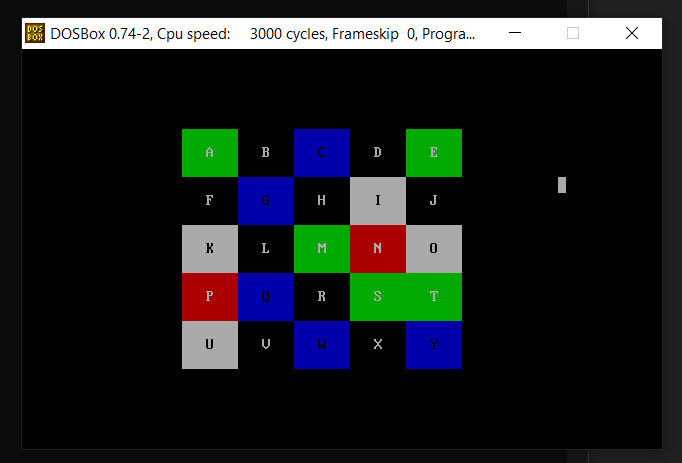 DOS
BOX
DOSBox 0.74-2, Cpu speed: 3000 cycles, Frameskip 0, Progra...
A B C D E
F G H I J
K L M N O
P Q R S T
U V W X Y